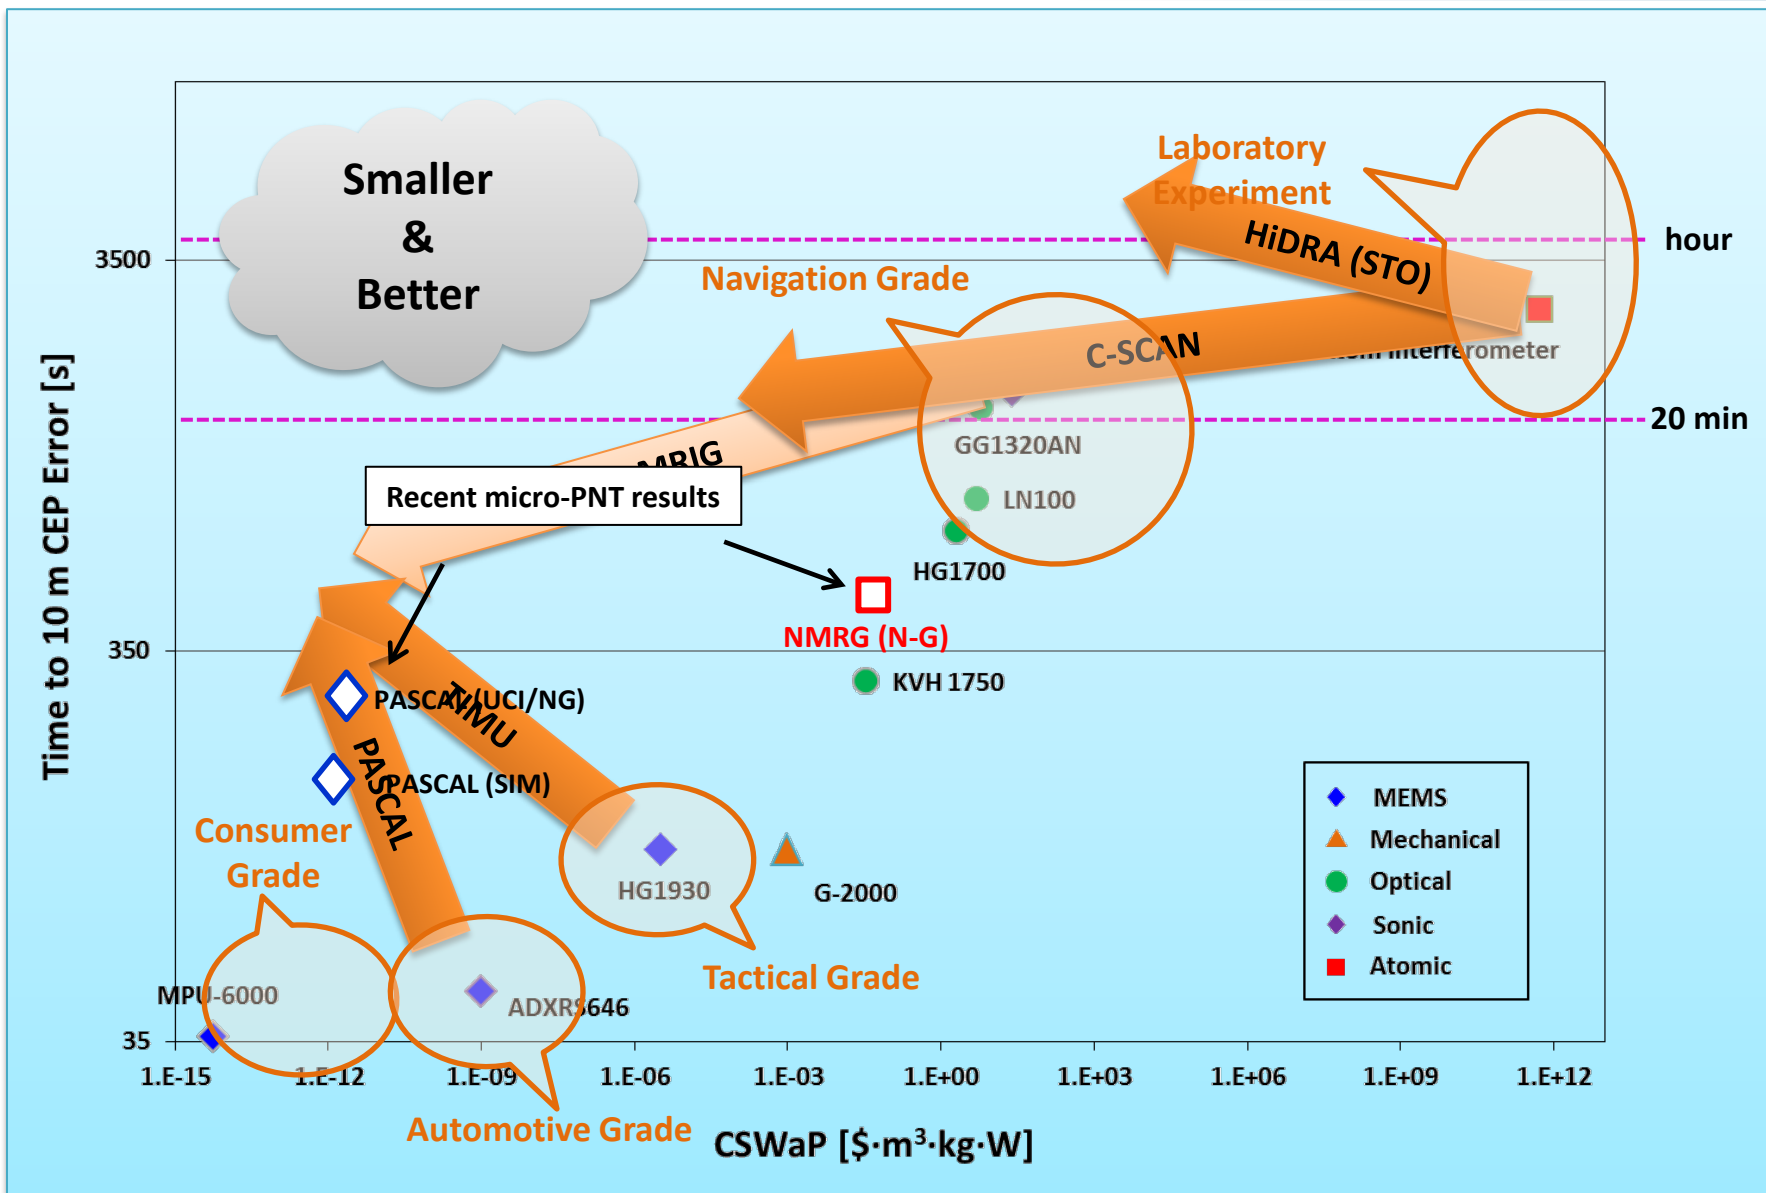 Smaller
&
Better
Laboratory
Experiment
HiDRA (STO)
hour
3500
Navigation Grade
C-SCAN
Interferometer
20 min
GG1320AN
MRIG
Recent micro-PNT results
LN100
HG1700
NMRG (N-G)
350
KVH 1750
PASCAL (UCI/NG)
TIMU
PASCAL
PASCAL (SIM)
Consumer
Grade
HG1930
G-2000
MEMS
Mechanical
Optical
Sonic
Atomic
Tactical Grade
MPU-6000
ADXRS646
35
1.E-15
1.E-12
1.E-09
1.E-06
1.E-03
1.E+00
1.E+03
1.E+06
1.E+09
1.E+12
Automotive Grade
CSWaP [$·m³·kg·W]
Time to 10 m CEP Error [s]